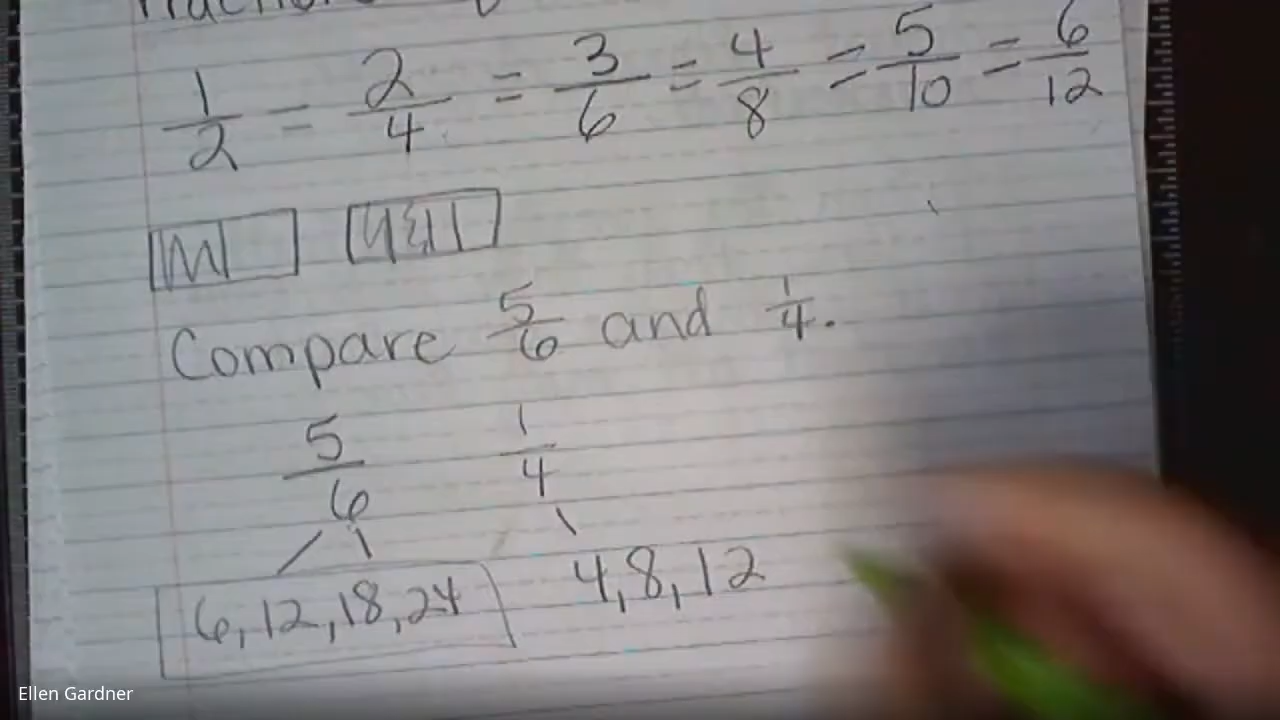 1/2 = 2/4 = 3/6 = 4/8 = 5/10 = 6/12
Compare 5/6 and 1/4.
5/6 1/4
6, 12, 18, 24 4, 8, 12
Ellen Gardner